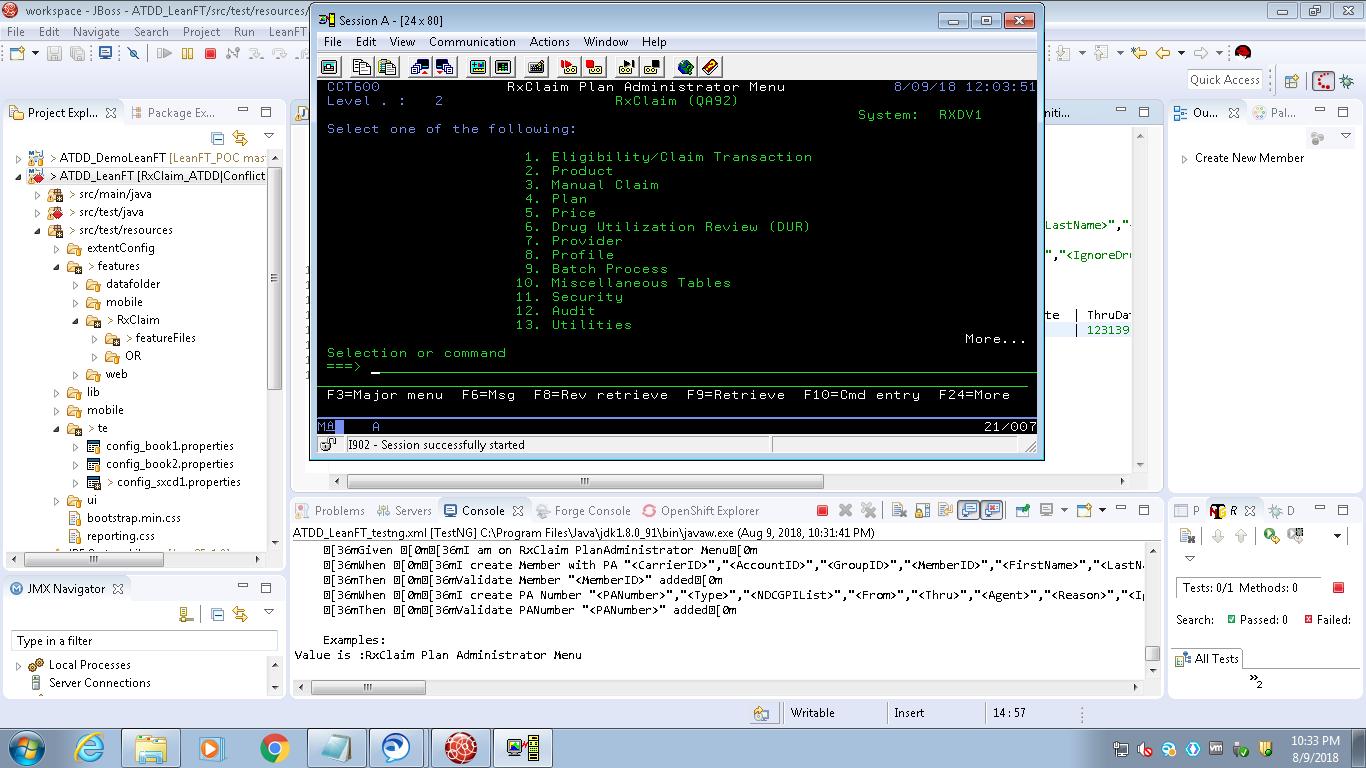 workspace - JBoss - ATDD_LeanFT/src/test/resources/
File Edit Navigate Search Project Run LeanFT
Quick Access
Project Expl...
Package Ex...
> ATDD_DemoLeanFT [LeanFT_POC mas
> ATDD_LeanFT [RxClaim_ATDD|Conflict
> src/main/java
> src/test/java
> src/test/resources
extentConfig
> features
datafolder
mobile
> RxClaim
> featureFiles
OR
web
lib
mobile
> te
config_book1.properties
config_book2.properties
> config_sxcd1.properties
ui
bootstrap.min.css
reporting.css
JMX Navigator
Type in a filter
Local Processes
Server Connections
Session A - [24 x 80]
File Edit View Communication Actions Window Help
CCT600 RxClaim Plan Administrator Menu 8/09/18 12:03:51
Level . : 2 RxClaim (QA92)
System: RXDV1
Select one of the following:
1. Eligibility/Claim Transaction
2. Product
3. Manual Claim
4. Plan
5. Price
6. Drug Utilization Review (DUR)
7. Provider
8. Profile
9. Batch Process
10. Miscellaneous Tables
11. Security
12. Audit
13. Utilities
More...
Selection or command
===>
F3=Major menu F6=Msg F8=Rev retrieve F9=Retrieve F10=Cmd entry F24=More
MA A 21/007
I902 - Session successfully started
niti...
LastName>","
","<IgnoreDru
te | ThruDat
| 123139
Ou...
Pal...
Create New Member
Problems Servers Console Forge Console OpenShift Explorer
ATDD_LeanFT_testng.xml [TestNG] C:\Program Files\Java\jdk1.8.0_91\bin\javaw.exe (Aug 9, 2018, 10:31:41 PM)
[36mGiven [0m[36mI am on RxClaim PlanAdministrator Menu[0m
[36mWhen [0m[36mI create Member with PA "<CarrierID>","<AccountID>","<GroupID>","<MemberID>","<FirstName>","<LastN
[36mThen [0m[36mValidate Member "<MemberID>" added[0m
[36mWhen [0m[36mI create PA Number "<PANumber>","<Type>","<NDCGPIList>","<From>","<Thru>","<Agent>","<Reason>","<Ig
[36mThen [0m[36mValidate PANumber "<PANumber>" added[0m
Examples:
Value is :RxClaim Plan Administrator Menu
P R D
Tests: 0/1 Methods: 0
Search: Passed: 0 Failed:
All Tests
»2
Writable Insert 14 : 57
10:33 PM
8/9/2018